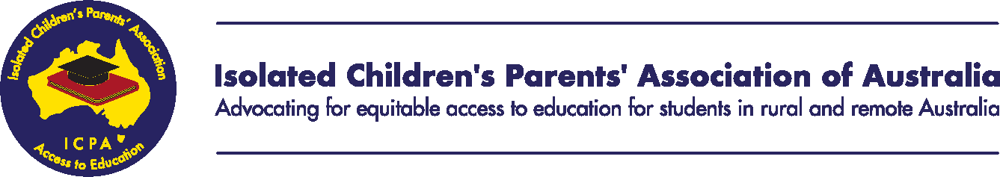 Isolated Children's Parents' Association
ICPA
Access to Education
Isolated Children's Parents' Association of Australia
Advocating for equitable access to education for students in rural and remote Australia